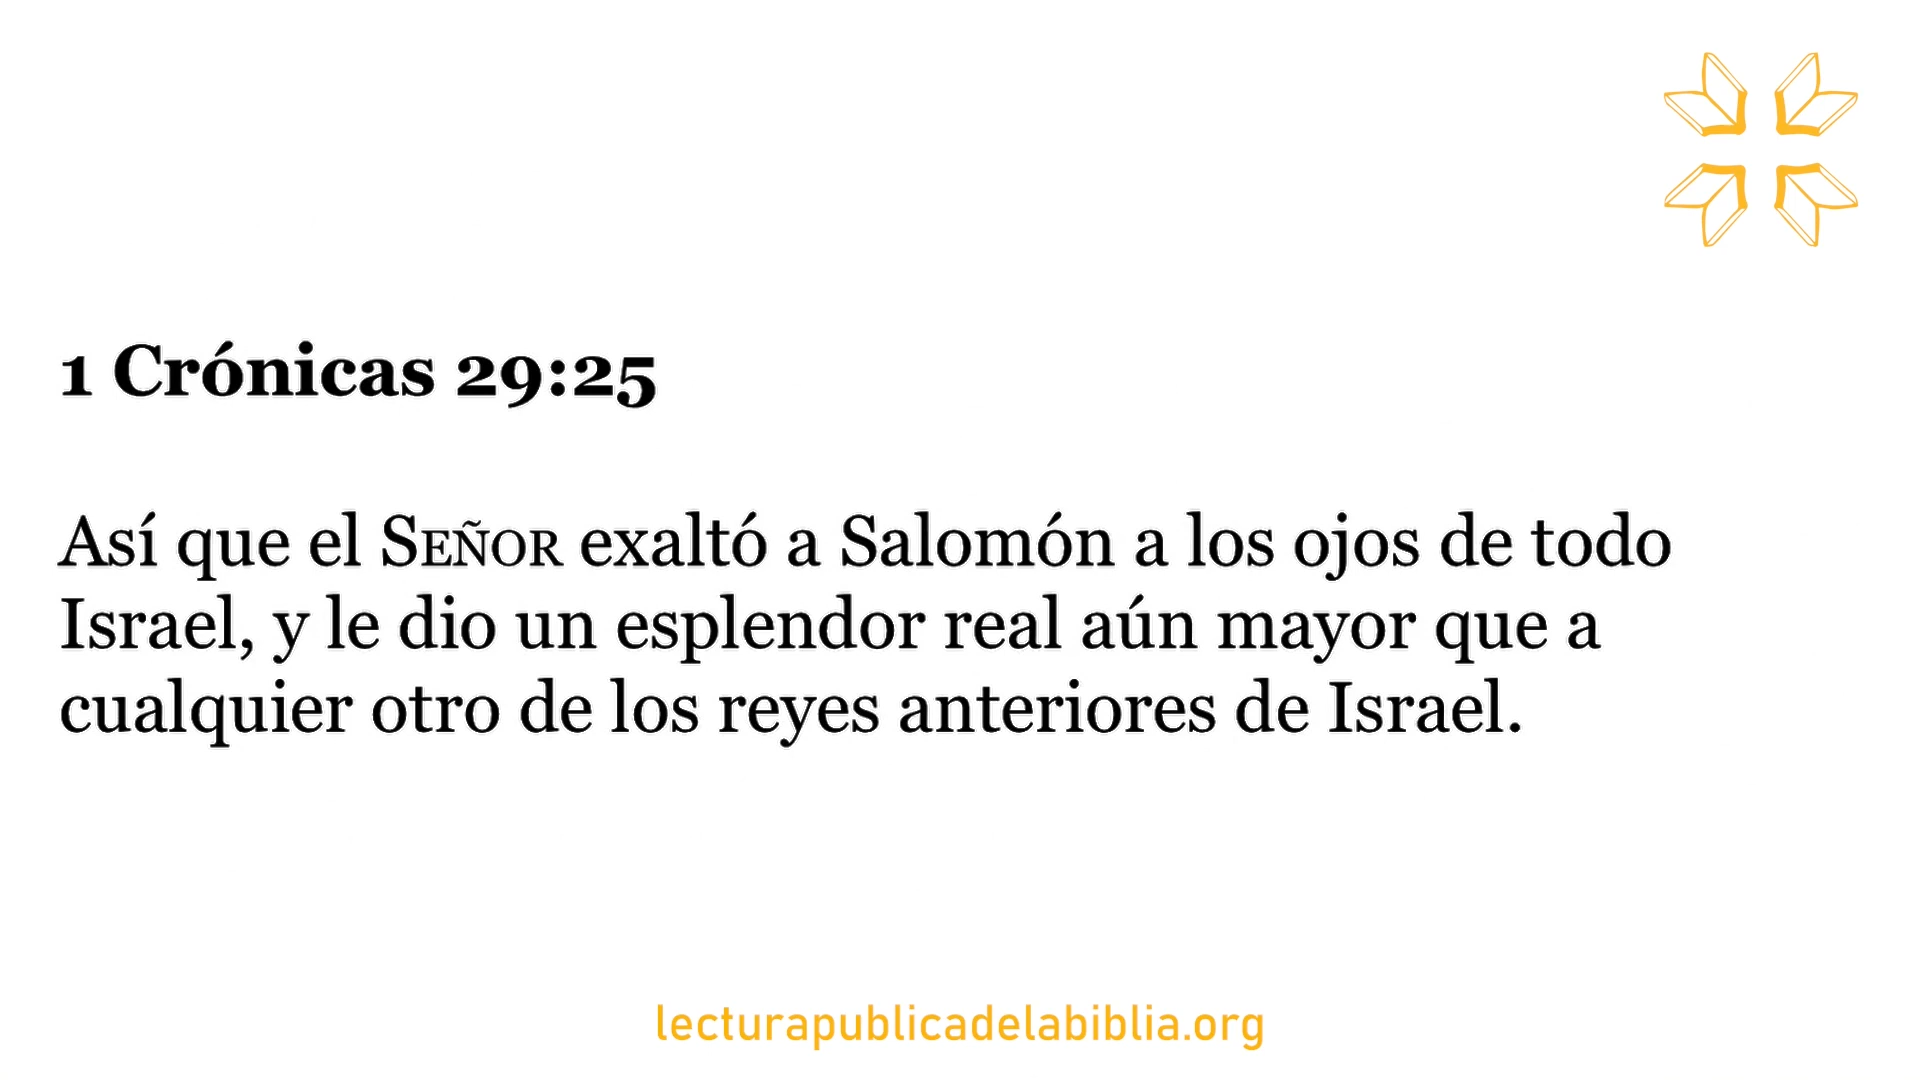 1 Crónicas 29:25
Así que el SEÑOR exaltó a Salomón a los ojos de todo
Israel, y le dio un esplendor real aún mayor que a
cualquier otro de los reyes anteriores de Israel.
lecturapublicadelabiblia.org